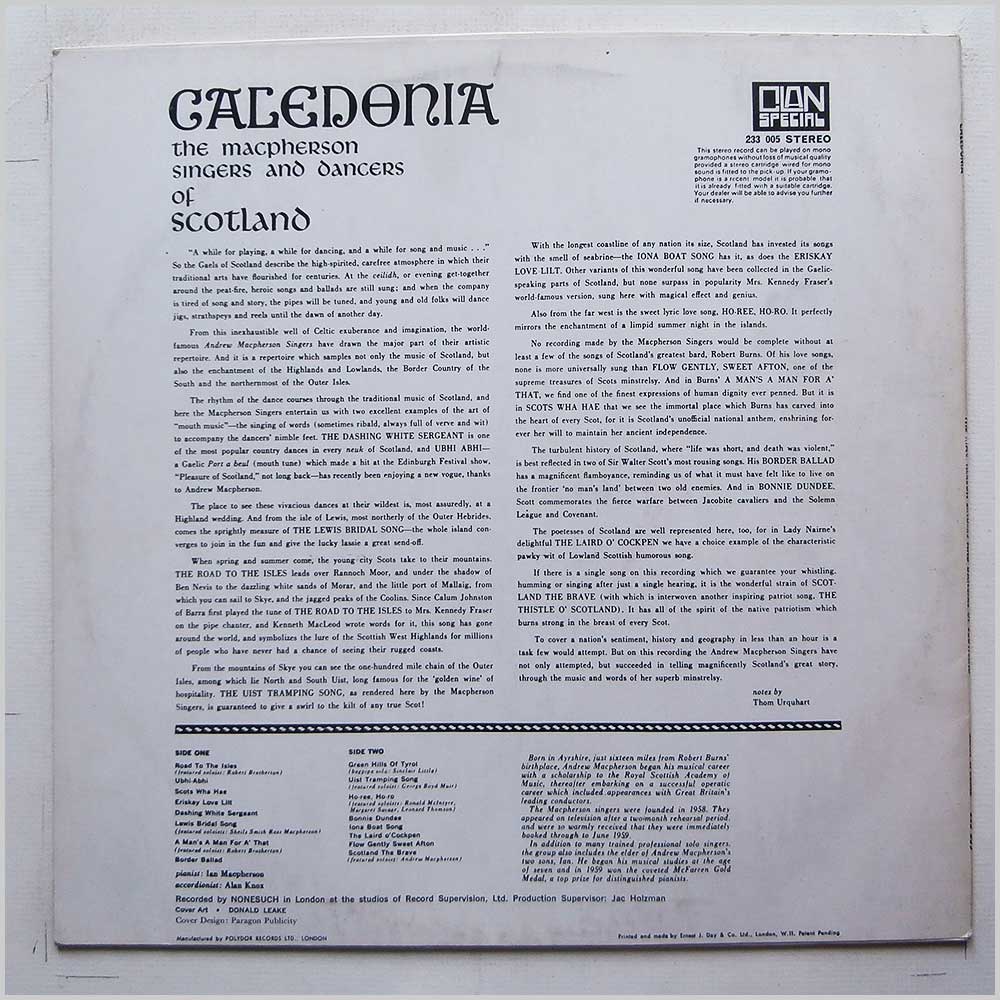 CALEDONIA
the macpherson
singers and dancers
of
scotland
CLAN
SPECIAL
233 005 STEREO
This stereo record can be played on mono
gramophones without loss of musical quality
provided a stereo cartridge wired for mono
sound is fitted to the pick-up. If your gramo-
phone is a recent model it is probable that
it is already fitted with a suitable cartridge.
Your dealer will be able to advise you further
if necessary.
"A while for playing, a while for dancing, and a while for song and music . . ."
So the Gaels of Scotland describe the high-spirited, carefree atmosphere in which their
traditional arts have flourished for centuries. At the ceilidh, or evening get-together
around the peat-fire, heroic songs and ballads are still sung; and when the company
is tired of song and story, the pipes will be tuned, and young and old folks will dance
jigs, strathspeys and reels until the dawn of another day.
From this inexhaustible well of Celtic exuberance and imagination, the world-
famous Andrew Macpherson Singers have drawn the major part of their artistic
repertoire. And it is a repertoire which samples not only the music of Scotland, but
also the enchantment of the Highlands and Lowlands, the Border Country of the
South and the northernmost of the Outer Isles.
The rhythm of the dance courses through the traditional music of Scotland, and
here the Macpherson Singers entertain us with two excellent examples of the art of
"mouth music"—the singing of words (sometimes ribald, always full of verve and wit)
to accompany the dancers' nimble feet. THE DASHING WHITE SERGEANT is one
of the most popular country dances in every neuk of Scotland, and UBHI ABHI—
a Gaelic Port a beul (mouth tune) which made a hit at the Edinburgh Festival show,
"Pleasure of Scotland," not long back—has recently been enjoying a new vogue, thanks
to Andrew Macpherson.
The place to see these vivacious dances at their wildest is, most assuredly, at a
Highland wedding. And from the isle of Lewis, most northerly of the Outer Hebrides,
comes the sprightly measure of THE LEWIS BRIDAL SONG—the whole island con-
verges to join in the fun and give the lucky lassie a great send-off.
When spring and summer come, the young city Scots take to their mountains.
THE ROAD TO THE ISLES leads over Rannoch Moor, and under the shadow of
Ben Nevis to the dazzling white sands of Morar, and the little port of Mallaig, from
which you can sail to Skye, and the jagged peaks of the Coolins. Since Calum Johnston
of Barra first played the tune of THE ROAD TO THE ISLES to Mrs. Kennedy Fraser
on the pipe chanter, and Kenneth MacLeod wrote words for it, this song has gone
around the world, and symbolizes the lure of the Scottish West Highlands for millions
of people who have never had a chance of seeing their rugged coasts.
From the mountains of Skye you can see the one-hundred mile chain of the Outer
Isles, among which lie North and South Uist, long famous for the 'golden wine' of
hospitality. THE UIST TRAMPING SONG, as rendered here by the Macpherson
Singers, is guaranteed to give a swirl to the kilt of any true Scot!
With the longest coastline of any nation its size, Scotland has invested its songs
with the smell of seabrine—the IONA BOAT SONG has it, as does the ERISKAY
LOVE LILT. Other variants of this wonderful song have been collected in the Gaelic-
speaking parts of Scotland, but none surpass in popularity Mrs. Kennedy Fraser's
world-famous version, sung here with magical effect and genius.
Also from the far west is the sweet lyric love song, HO-REE, HO-RO. It perfectly
mirrors the enchantment of a limpid summer night in the islands.
No recording made by the Macpherson Singers would be complete without at
least a few of the songs of Scotland's greatest bard, Robert Burns. Of his love songs,
none is more universally sung than FLOW GENTLY, SWEET AFTON, one of the
supreme treasures of Scots minstrelsy. And in Burns' A MAN'S A MAN FOR A'
THAT, we find one of the finest expressions of human dignity ever penned. But it is
in SCOTS WHA HAE that we see the immortal place which Burns has carved into
the heart of every Scot, for it is Scotland's unofficial national anthem, enshrining for-
ever her will to maintain her ancient independence.
The turbulent history of Scotland, where "life was short, and death was violent,"
is best reflected in two of Sir Walter Scott's most rousing songs. His BORDER BALLAD
has a magnificent flamboyance, reminding us of what it must have felt like to live on
the frontier 'no man's land' between two old enemies. And in BONNIE DUNDEE,
Scott commemorates the fierce warfare between Jacobite cavaliers and the Solemn
League and Covenant.
The poetesses of Scotland are well represented here, too, for in Lady Nairne's
delightful THE LAIRD O' COCKPEN we have a choice example of the characteristic
pawky wit of Lowland Scottish humorous song.
If there is a single song on this recording which we guarantee your whistling,
humming or singing after just a single hearing, it is the wonderful strain of SCOT-
LAND THE BRAVE (with which is interwoven another inspiring patriot song, THE
THISTLE O' SCOTLAND). It has all of the spirit of the native patriotism which
burns strong in the breast of every Scot.
To cover a nation's sentiment, history and geography in less than an hour is a
task few would attempt. But on this recording the Andrew Macpherson Singers have
not only attempted, but succeeded in telling magnificently Scotland's great story,
through the music and words of her superb minstrelsy.
notes by
Thom Urquhart
SIDE ONE
Road To The Isles
(featured soloist: Robert Brotherton)
Ubhi-Abhi
Scots Wha Hae
Eriskay Love Lilt
Dashing White Sergeant
Lewis Bridal Song
(featured soloists: Sheila Smith Ross Macpherson)
A Man's A Man For A' That
(featured soloist: Robert Brotherton)
Border Ballad
pianist: Ian Macpherson
accordionist: Alan Knox
SIDE TWO
Green Hills Of Tyrol
(bagpipe solo: Sinclair Little)
Uist Tramping Song
(featured soloist: George Boyd Muir)
Ho-ree, Ho-ro
(featured soloists: Ronald McIntyre,
Margaret Leonard Thomson)
Bonnie Dundee
Iona Boat Song
The Laird o'Cockpen
Flow Gently Sweet Afton
Scotland The Brave
(featured soloist: Andrew Macpherson)
Born in Ayrshire, just sixteen miles from Robert Burns'
birthplace, Andrew Macpherson began his musical career
with a scholarship to the Royal Scottish Academy of
Music, thereafter embarking on a successful operatic
career which included appearances with Great Britain's
leading conductors.
The Macpherson singers were founded in 1958. They
appeared on television after a two-month rehearsal period,
and were so warmly received that they were immediately
booked through to June 1959.
In addition to many trained professional solo singers,
the group also includes the elder of Andrew Macpherson's
two sons, Ian. He began his musical studies at the age
of seven and in 1959 won the coveted McFarren Gold
Medal, a top prize for distinguished pianists.
Recorded by NONESUCH in London at the studios of Record Supervision, Ltd. Production Supervisor: Jac Holzman
Cover Art • DONALD LEAKE
Cover Design: Paragon Publicity
Manufactured by POLYDOR RECORDS LTD., LONDON
Printed and made by Ernest J. Day & Co. Ltd., London, W.11. Patent Pending